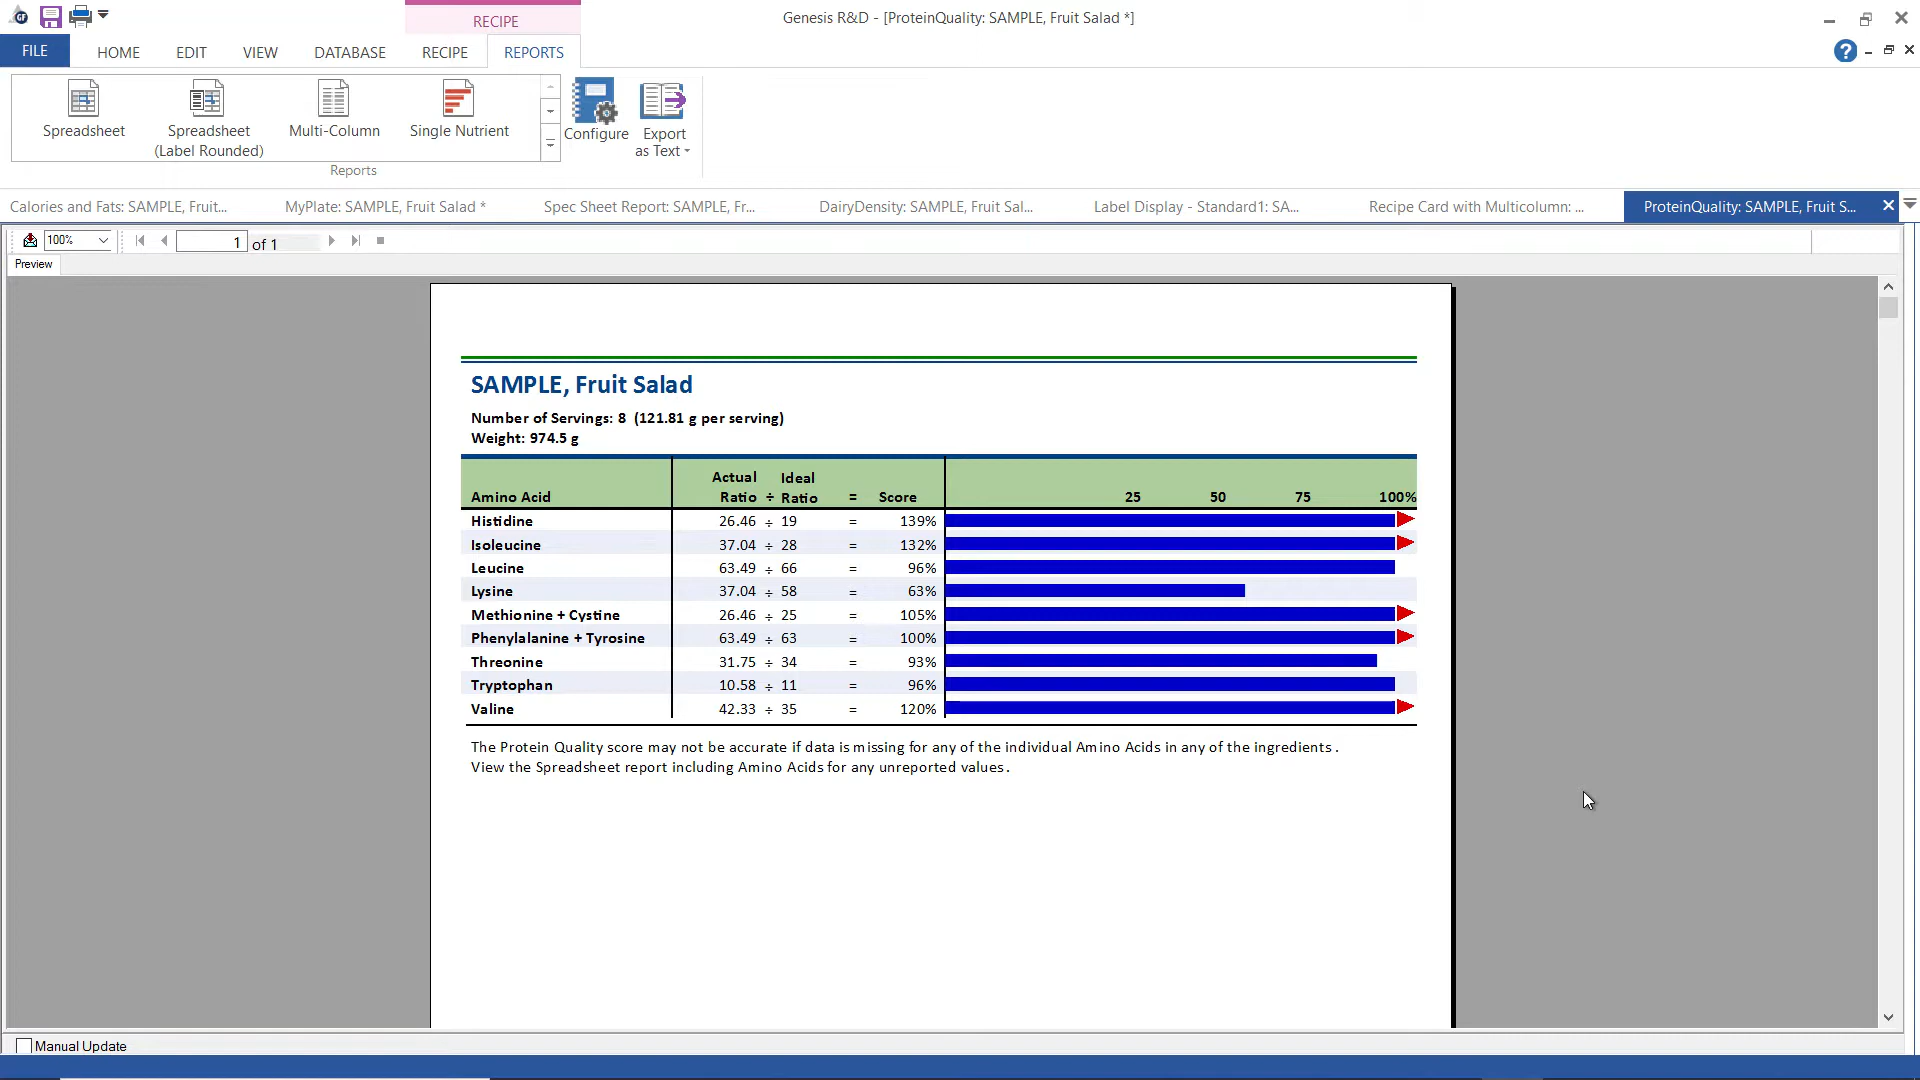 RECIPE
Genesis R&D - [ProteinQuality: SAMPLE, Fruit Salad *]
FILE HOME EDIT VIEW DATABASE RECIPE REPORTS
Spreadsheet
Spreadsheet
(Label Rounded)
Multi-Column
Single Nutrient
Configure
Export
as Text
Reports
Calories and Fats: SAMPLE, Fruit... MyPlate: SAMPLE, Fruit Salad * Spec Sheet Report: SAMPLE, Fr... DairyDensity: SAMPLE, Fruit Sal... Label Display - Standard1: SA... Recipe Card with Multicolumn: ... ProteinQuality: SAMPLE, Fruit S...
100% 1 of 1
Preview
SAMPLE, Fruit Salad
Number of Servings: 8 (121.81 g per serving)
Weight: 974.5 g
Actual Ideal
Amino Acid Ratio ÷ Ratio = Score 25 50 75 100%
Histidine 26.46 ÷ 19 = 139%
Isoleucine 37.04 ÷ 28 = 132%
Leucine 63.49 ÷ 66 = 96%
Lysine 37.04 ÷ 58 = 63%
Methionine + Cystine 26.46 ÷ 25 = 105%
Phenylalanine + Tyrosine 63.49 ÷ 63 = 100%
Threonine 31.75 ÷ 34 = 93%
Tryptophan 10.58 ÷ 11 = 96%
Valine 42.33 ÷ 35 = 120%
The Protein Quality score may not be accurate if data is missing for any of the individual Amino Acids in any of the ingredients.
View the Spreadsheet report including Amino Acids for any unreported values.
Manual Update